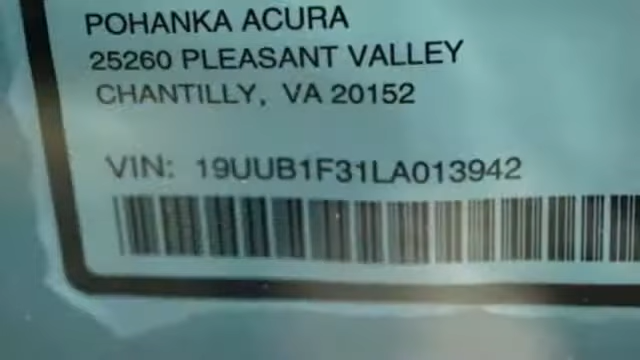 POHANKA ACURA
25260 PLEASANT VALLEY
CHANTILLY, VA 20152
VIN: 19UUB1F31LA013942